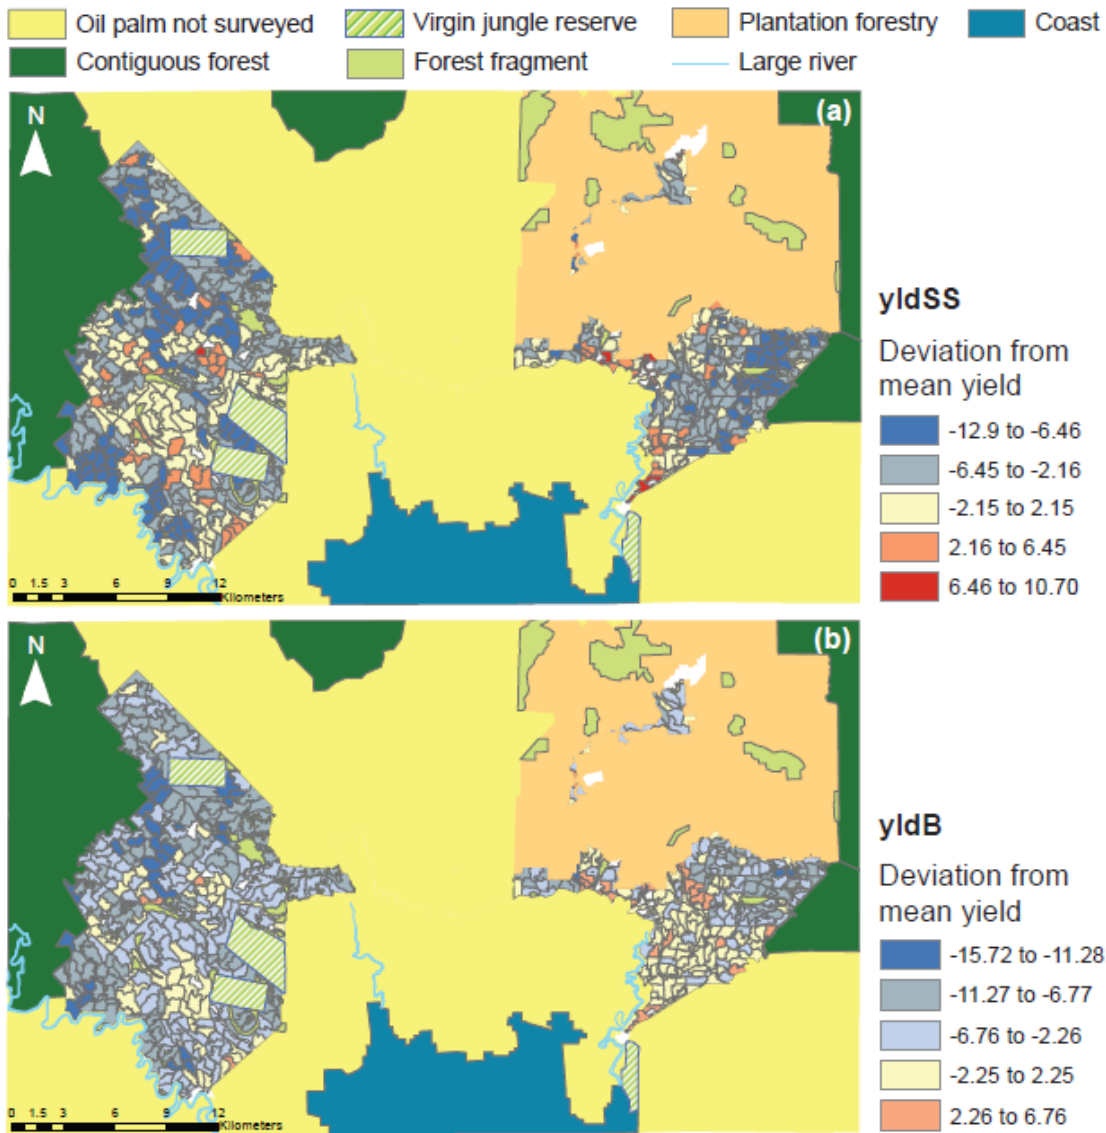 Oil palm not surveyed Virgin jungle reserve Plantation forestry Coast
Contiguous forest Forest fragment Large river
(a)
N
yldSS
Deviation from
mean yield
-12.9 to -6.46
-6.45 to -2.16
-2.15 to 2.15
2.16 to 6.45
6.46 to 10.70
0 1.5 3 6 9 12
Kilometers
(b)
N
yldB
Deviation from
mean yield
-15.72 to -11.28
-11.27 to -6.77
-6.76 to -2.26
-2.25 to 2.25
2.26 to 6.76
0 1.5 3 6 9 12
Kilometers